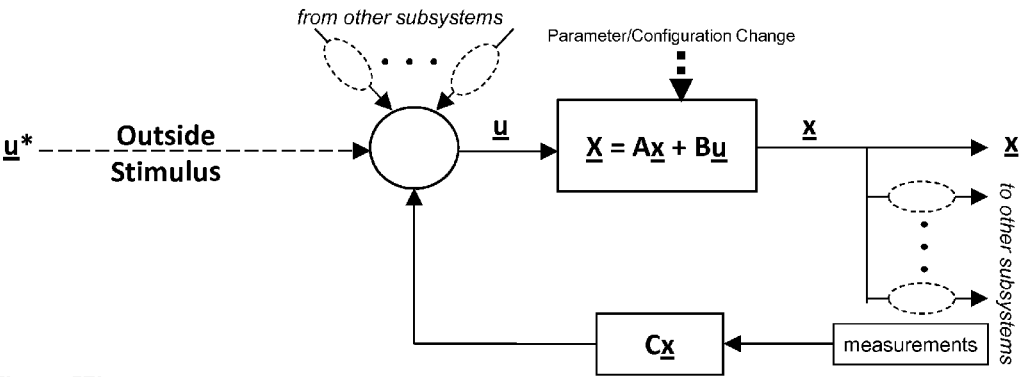 from other subsystems
Parameter/Configuration Change
u*
Outside
Stimulus
u
X = Ax + Bu
x
x
to other subsystems
Cx
measurements